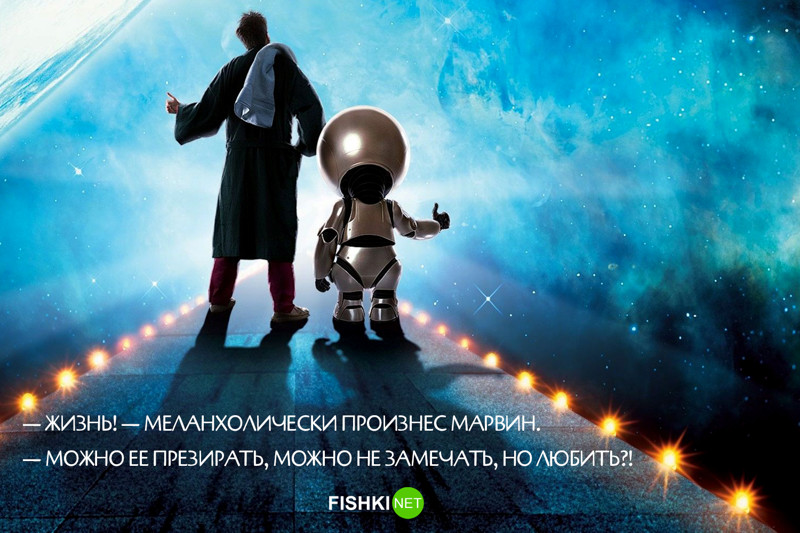 — ЖИЗНЬ! — МЕЛАНХОЛИЧЕСКИ ПРОИЗНЕС МАРВИН.
— МОЖНО ЕЕ ПРЕЗИРАТЬ, МОЖНО НЕ ЗАМЕЧАТЬ, НО ЛЮБИТЬ?!
FISHKI NET